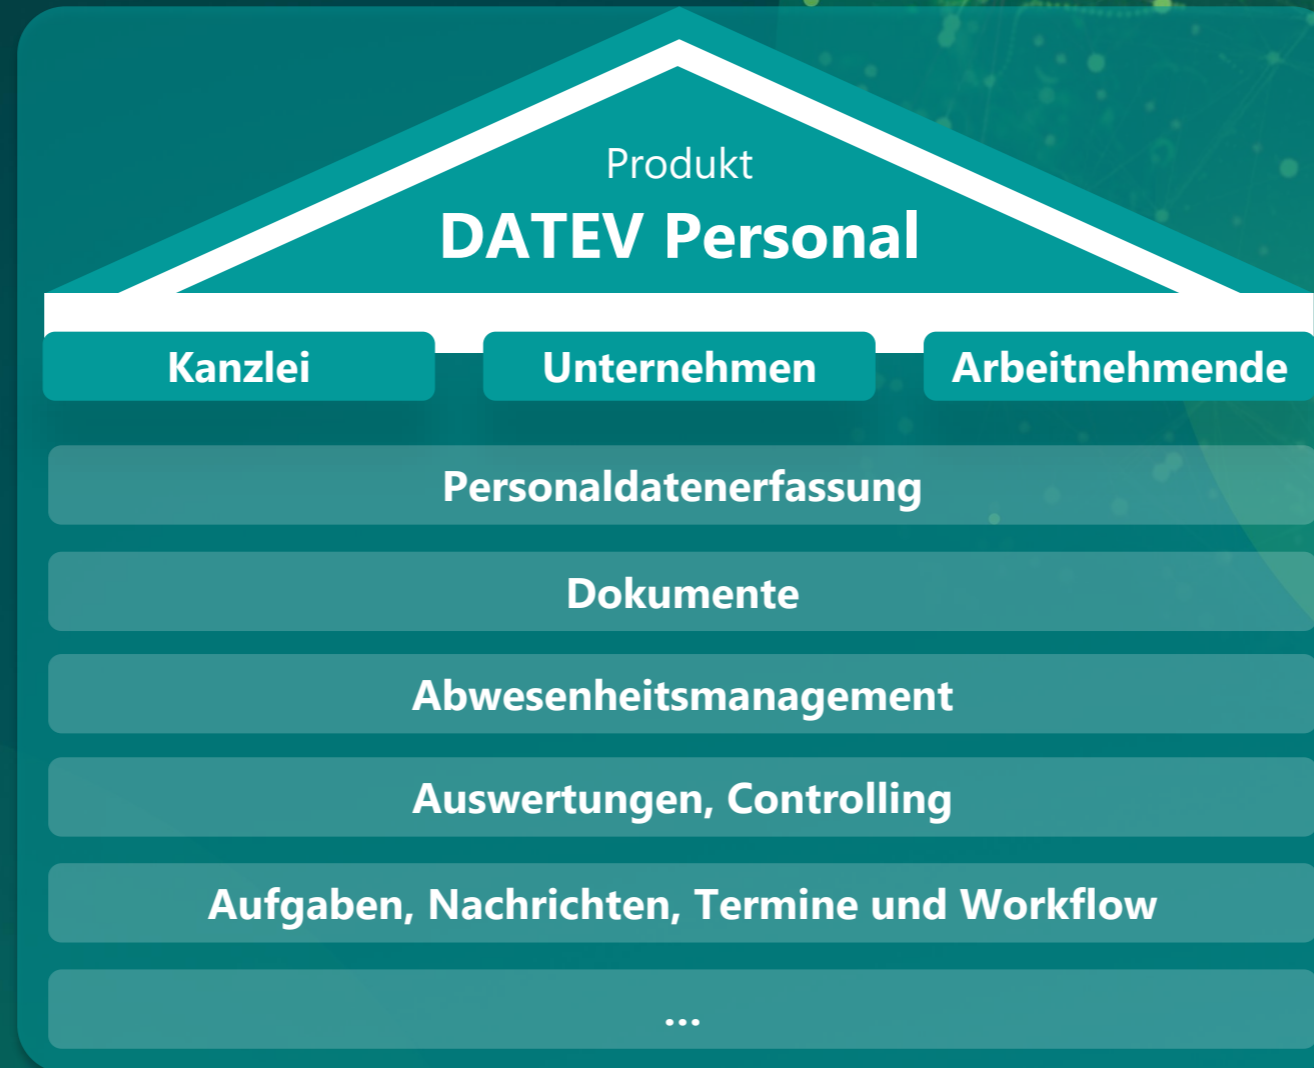 Produkt
DATEV Personal
Kanzlei
Unternehmen
Arbeitnehmende
Personaldatenerfassung
Dokumente
Abwesenheitsmanagement
Auswertungen, Controlling
Aufgaben, Nachrichten, Termine und Workflow
...